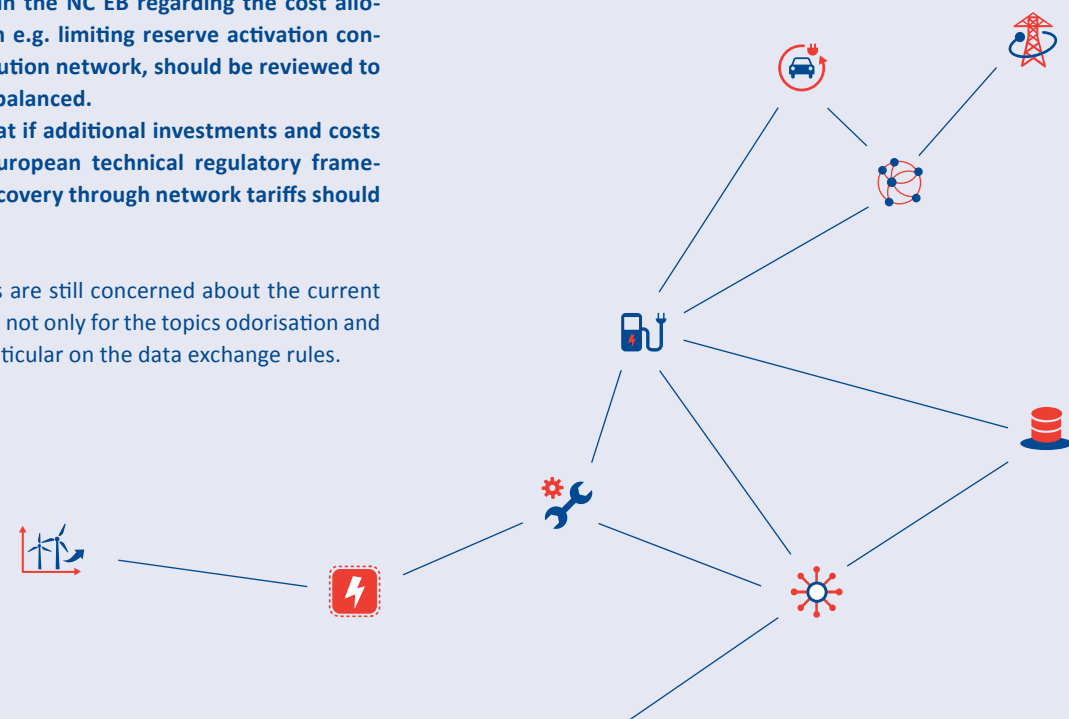 in the NC EB regarding the cost allo-
e.g. limiting reserve activation con-
ution network, should be reviewed to
balanced.
at if additional investments and costs
uropean technical regulatory frame-
covery through network tariffs should
s are still concerned about the current
not only for the topics odorisation and
ticular on the data exchange rules.